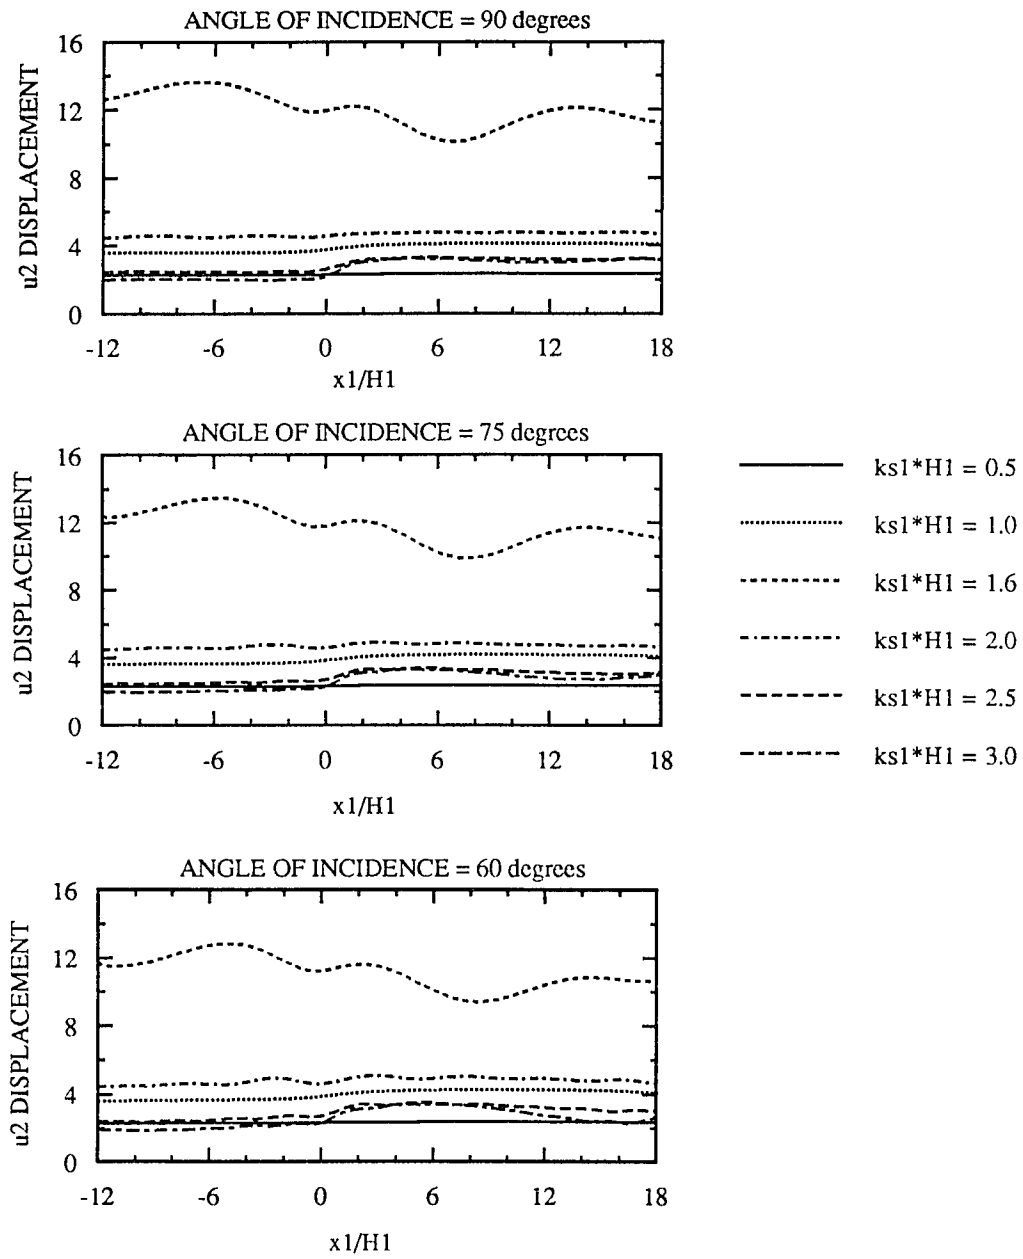 ANGLE OF INCIDENCE = 90 degrees
16
12
8
4
0
u2 DISPLACEMENT
-12 -6 0 6 12 18
x1/H1
ANGLE OF INCIDENCE = 75 degrees
16
12
8
4
0
u2 DISPLACEMENT
-12 -6 0 6 12 18
x1/H1
ks1*H1 = 0.5
ks1*H1 = 1.0
ks1*H1 = 1.6
ks1*H1 = 2.0
ks1*H1 = 2.5
ks1*H1 = 3.0
ANGLE OF INCIDENCE = 60 degrees
16
12
8
4
0
u2 DISPLACEMENT
-12 -6 0 6 12 18
x1/H1